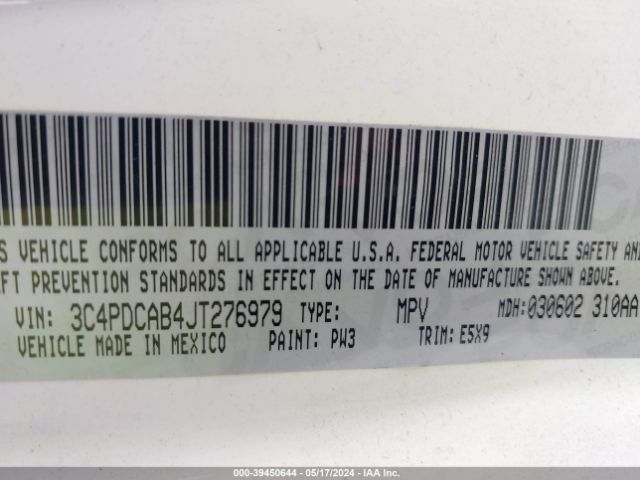 S VEHICLE CONFORMS TO ALL APPLICABLE U.S.A. FEDERAL MOTOR VEHICLE SAFETY AND
EFT PREVENTION STANDARDS IN EFFECT ON THE DATE OF MANUFACTURE SHOWN ABOVE.
VIN: 3C4PDCAB4JT276979 TYPE: MPV MDH:030602 310AA
VEHICLE MADE IN MEXICO PAINT: PW3 TRIM: E5X9
000-39450644 - 05/17/2024 - IAA Inc.